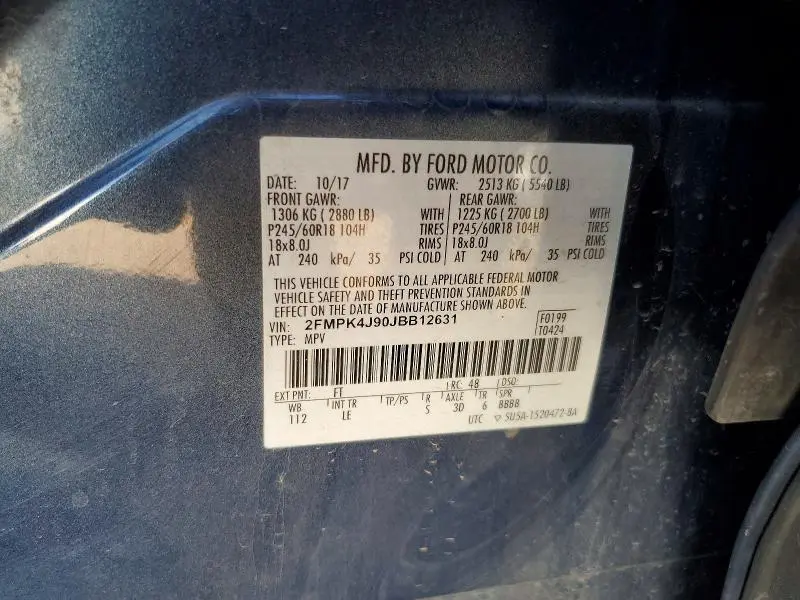 MFD. BY FORD MOTOR CO.
DATE: 10/17 GVWR: 2513 KG ( 5540 LB)
FRONT GAWR: REAR GAWR:
1306 KG ( 2880 LB) WITH 1225 KG ( 2700 LB) WITH
P245/60R18 104H TIRES P245/60R18 104H TIRES
18x8.0J RIMS 18x8.0J RIMS
AT 240 kPa/ 35 PSI COLD AT 240 kPa/ 35 PSI COLD
THIS VEHICLE CONFORMS TO ALL APPLICABLE FEDERAL MOTOR
VEHICLE SAFETY AND THEFT PREVENTION STANDARDS IN
EFFECT ON THE DATE OF MANUFACTURE SHOWN ABOVE.
VIN: 2FMPK4J90JBB12631 F0199
TYPE: MPV T0424
EXT PNT: FT RC: 48 DSO:
WB INT TR TP/PS R AXLE TR SPR
112 LE S 3D 6 8888
UTC ▽ 5U5A-1520472-BA